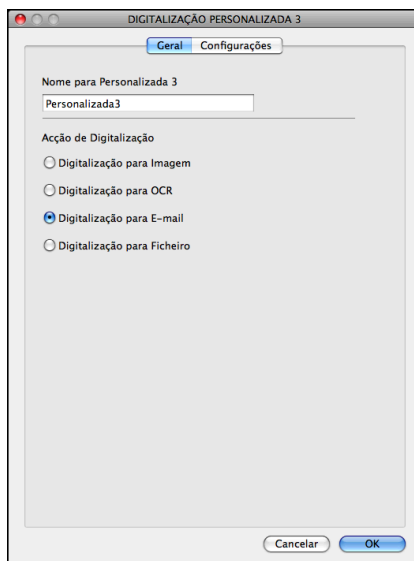 DIGITALIZAÇÃO PERSONALIZADA 3
Geral Configurações
Nome para Personalizada 3
Personalizada3
Acção de Digitalização
Digitalização para Imagem
Digitalização para OCR
Digitalização para E-mail
Digitalização para Ficheiro
Cancelar OK